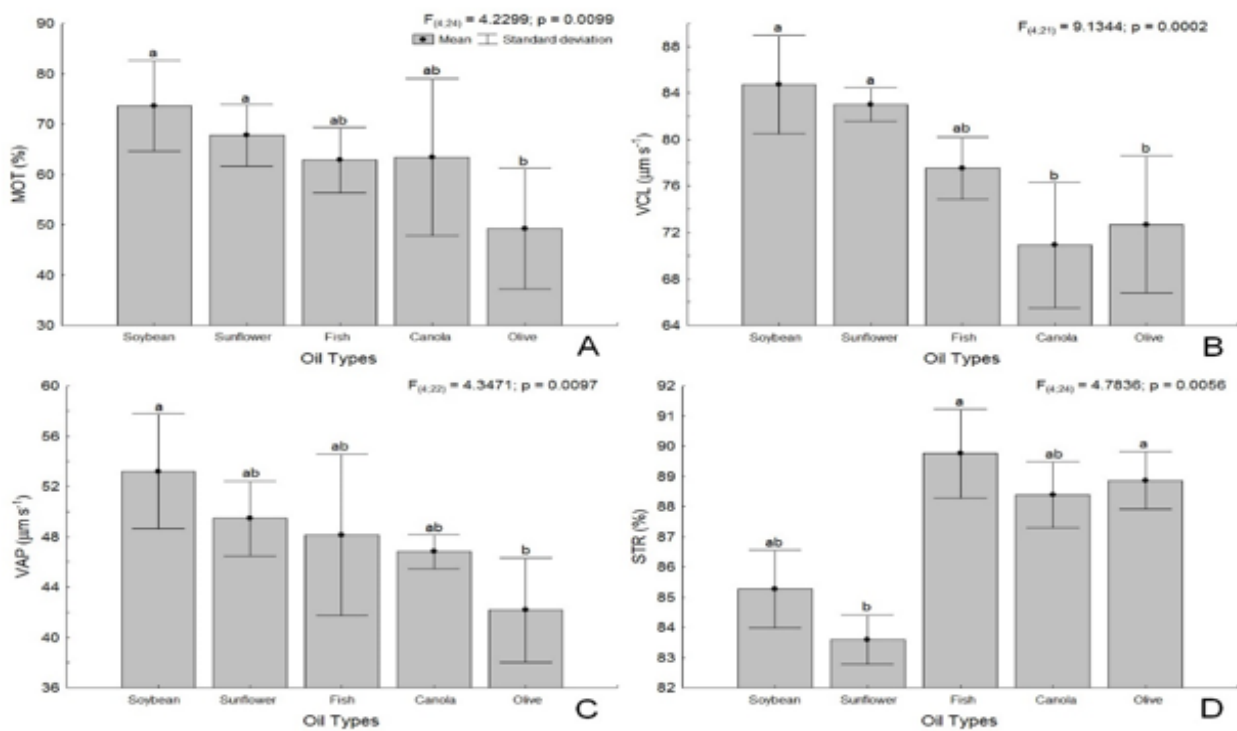 F(4;24) = 4.2299; p = 0.0099
Mean Standard deviation
90
80
70
60
50
40
30
MOT (%)
a
a
ab
ab
b
Soybean Sunflower Fish Canola Olive
Oil Types
A
F(4;21) = 9.1344; p = 0.0002
88
84
80
76
72
68
64
VCL (µm s-1)
a
a
ab
b
b
Soybean Sunflower Fish Canola Olive
Oil Types
B
F(4;22) = 4.3471; p = 0.0097
60
56
52
48
44
40
36
VAP (µm s-1)
a
ab
ab
ab
b
Soybean Sunflower Fish Canola Olive
Oil Types
C
F(4;24) = 4.7836; p = 0.0056
92
91
90
89
88
87
86
85
84
83
82
STR (%)
ab
b
a
ab
a
Soybean Sunflower Fish Canola Olive
Oil Types
D